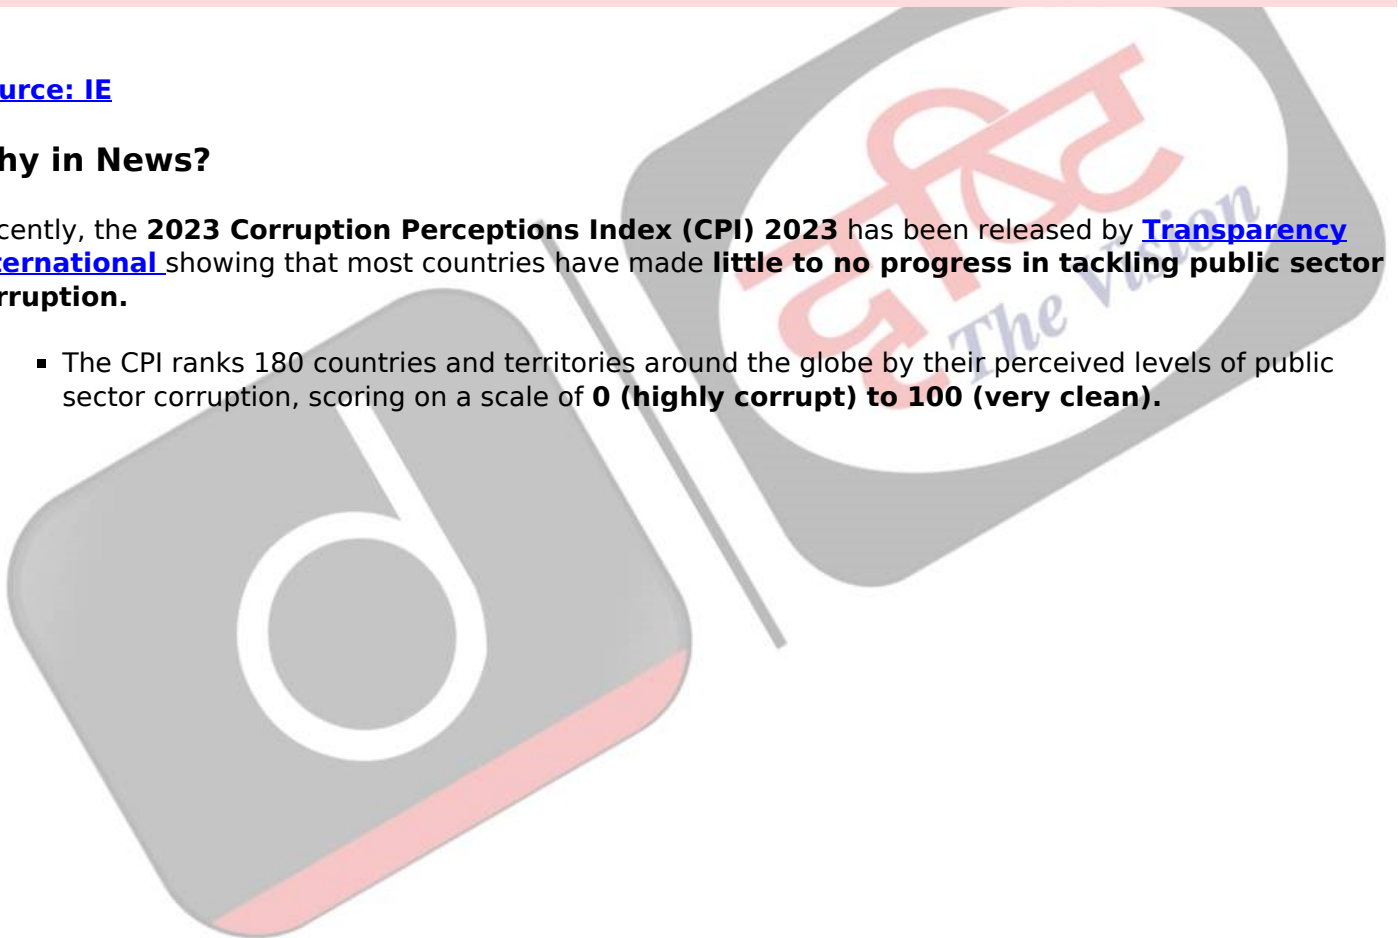 urce: IE
hy in News?
cently, the 2023 Corruption Perceptions Index (CPI) 2023 has been released by Transparency
ternational showing that most countries have made little to no progress in tackling public sector
rruption.
▪ The CPI ranks 180 countries and territories around the globe by their perceived levels of public
sector corruption, scoring on a scale of 0 (highly corrupt) to 100 (very clean).
दृष्टि
The Vision
d